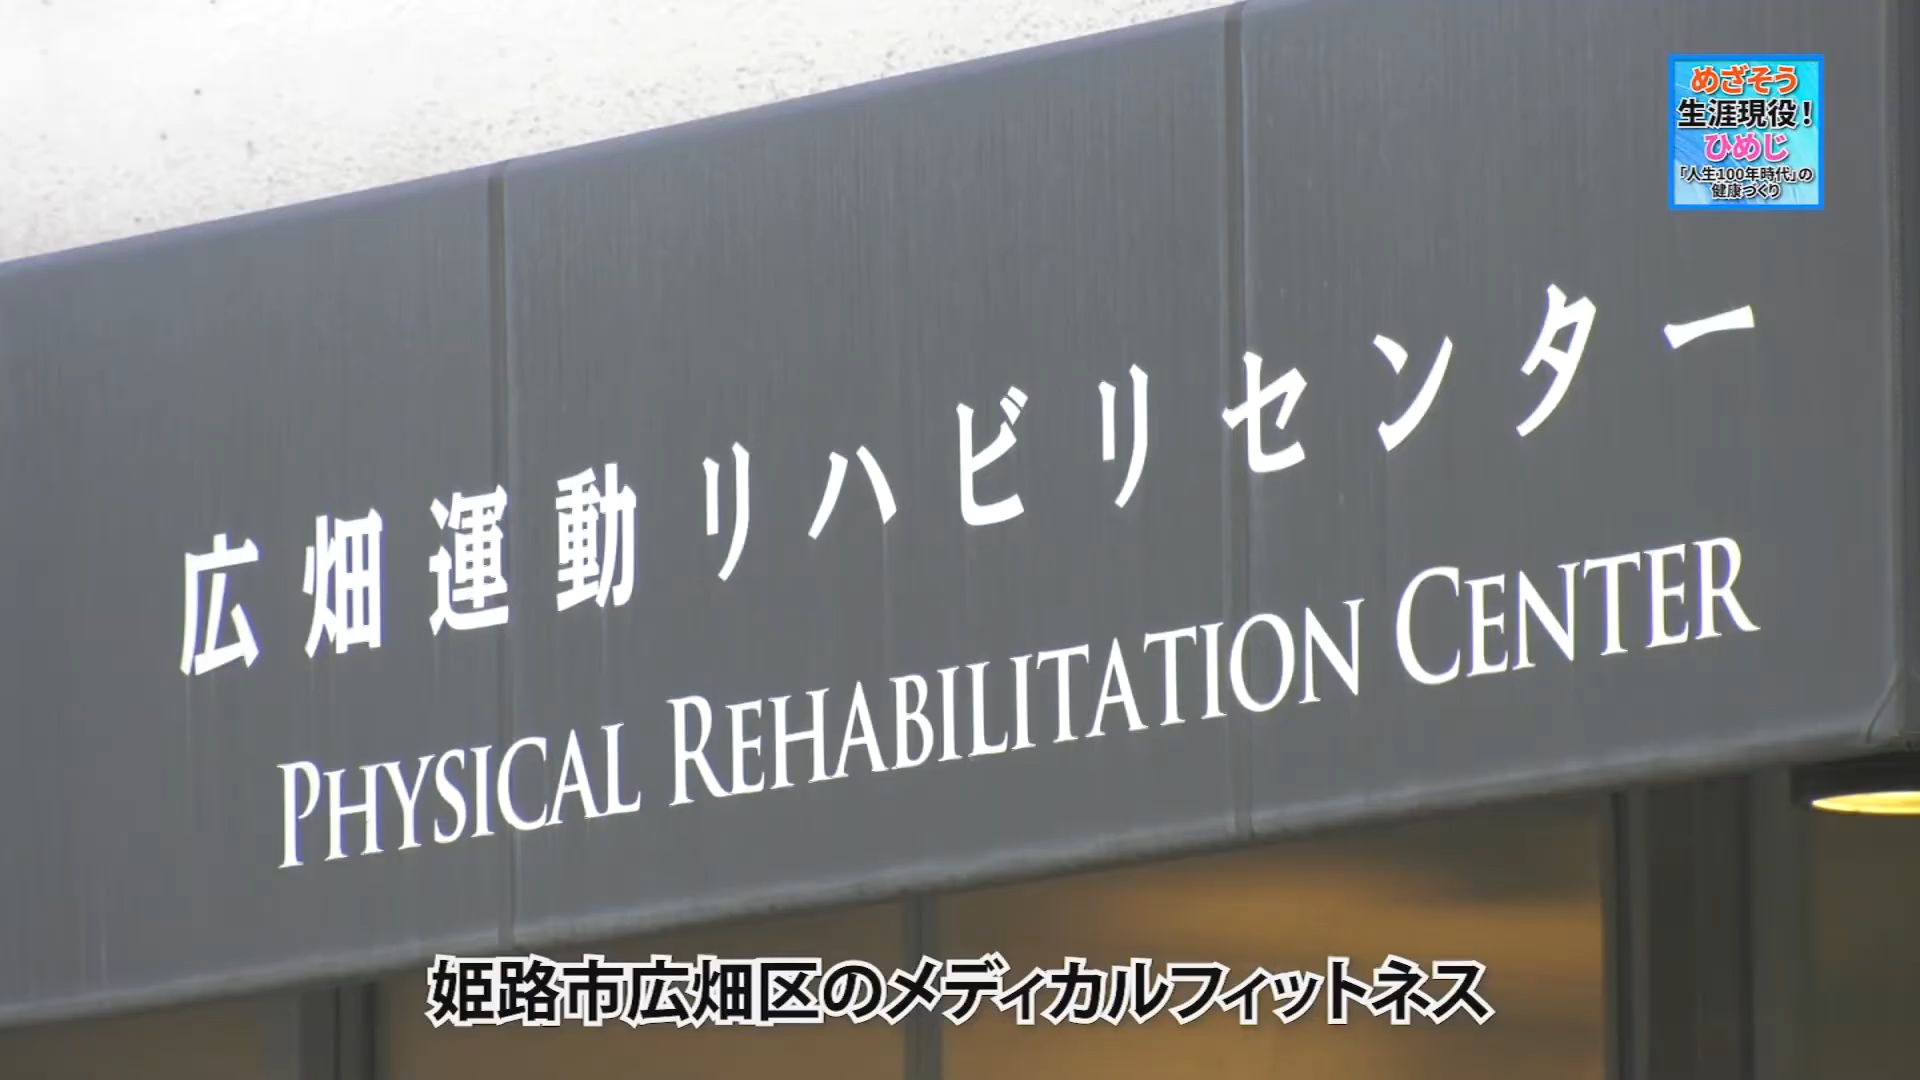 めざそう
生涯現役！
ひめじ
「人生100年時代」の
健康づくり
広畑運動リハビリセンター
PHYSICAL REHABILITATION CENTER
姫路市広畑区のメディカルフィットネス